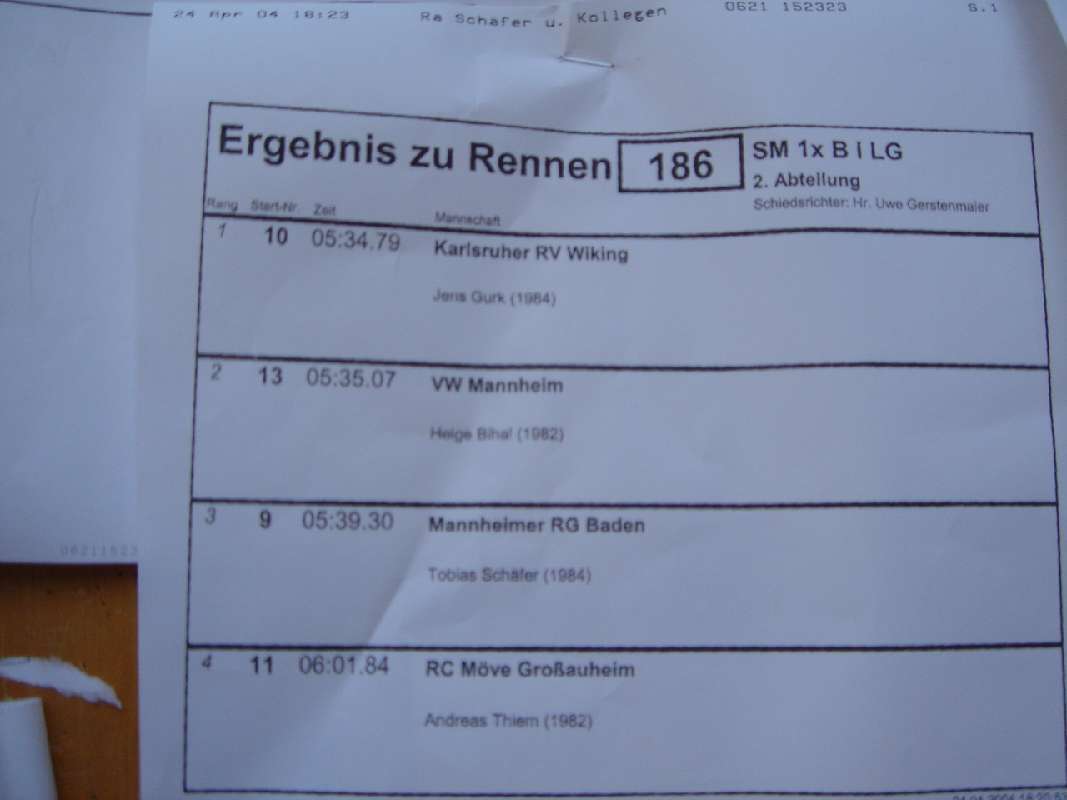 24 Apr 04 18:23 Ra Schafer u. Kollegen 0621 152323 S.1
Ergebnis zu Rennen 186 SM 1x B I LG
2. Abteilung
Schiedsrichter: Hr. Uwe Gerstenmaier
Rang Start-Nr. Zeit Mannschaft
1 10 05:34.79 Karlsruher RV Wiking
Jens Gurk (1984)
2 13 05:35.07 VW Mannheim
Helge Bihal (1982)
3 9 05:39.30 Mannheimer RG Baden
Tobias Schäfer (1984)
06211523
4 11 06:01.84 RC Möve Großauheim
Andreas Thiem (1982)